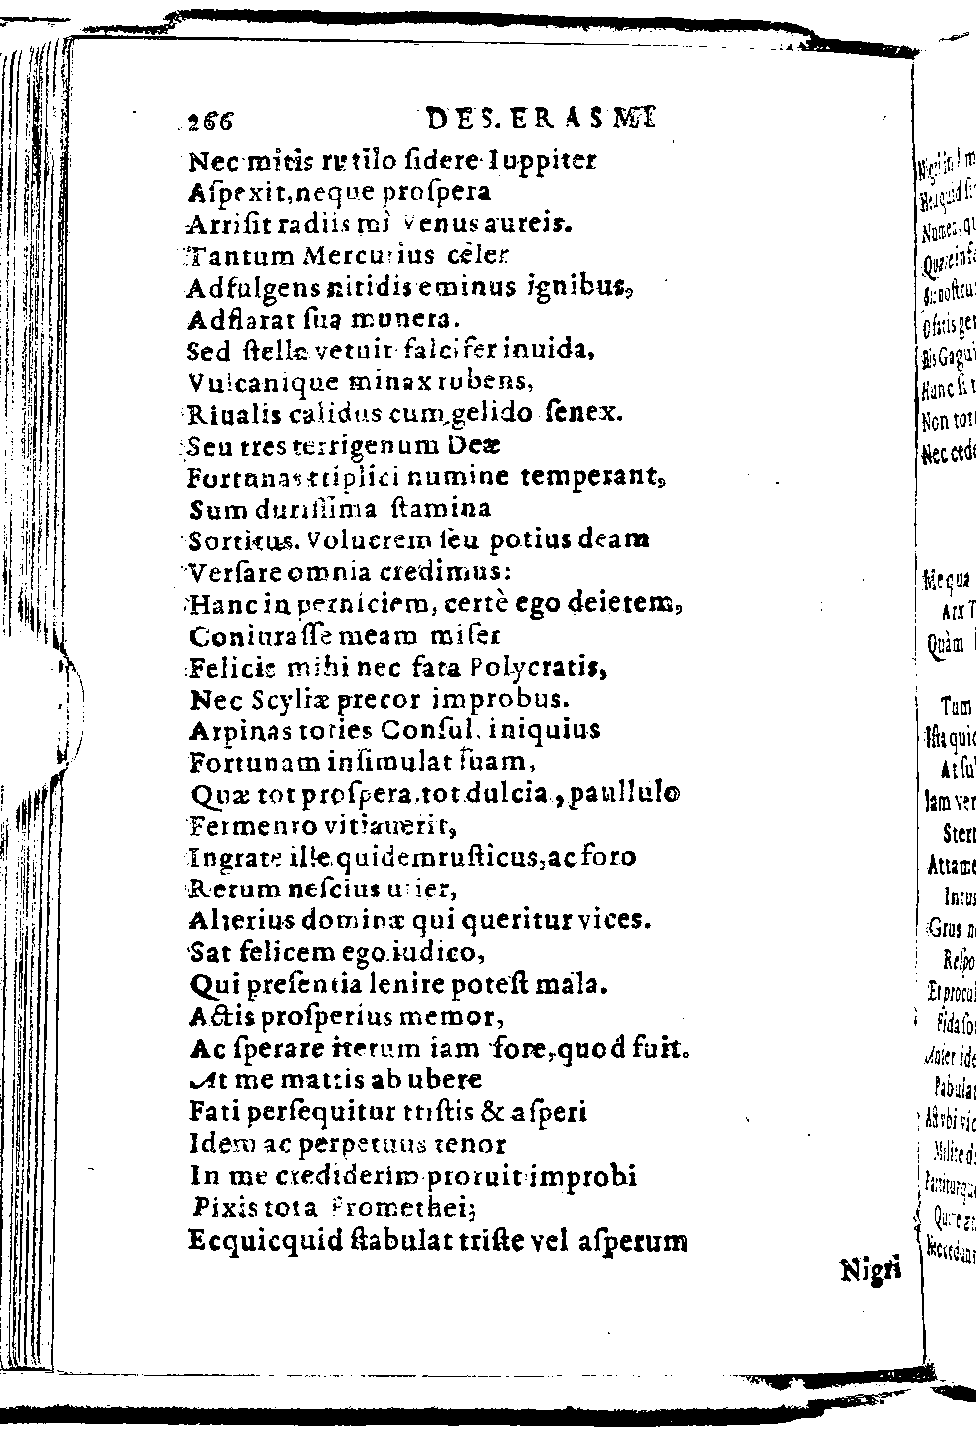 266 DES. ERASMI
Nec mitis rutilo ſidere Iuppiter
Aſpexit, neque proſpera
Arriſit radiis mì Venus aureis.
Tantum Mercurius celer
Adfulgens nitidis eminus ignibus,
Adflarat ſua munera.
Sed ſtella vetuit falcifer inuida,
Vulcanique minax rubens,
Riualis calidus cum gelido ſenex.
Seu tres terrigenum Deæ
Fortunas triplici numine temperant,
Sum duriſſima ſtamina
Sortitus. Volucrem ſeu potius deam
Verſare omnia credimus:
Hanc in perniciem, certè ego deierem,
Coniuraſſe meam miſer
Felicis mihi nec fata Polycratis,
Nec Scyllæ precor improbus.
Arpinas toties Conſul, iniquius
Fortunam inſimulat ſuam,
Quæ tot proſpera, tot dulcia, paullulo
Fermento vitiauerit,
Ingrate ille quidem ruſticus, ac foro
Rerum neſcius utier,
Alterius dominæ qui queritur vices.
Sat felicem ego iudico,
Qui preſentia lenire poteſt mala.
Actis proſperius memor,
Ac ſperare iterum iam fore, quod fuit.
At me matris ab ubere
Fati perſequitur triſtis & aſperi
Idem ac perpetuus tenor
In me crediderim proruit improbi
Pixis tota Promethei;
Ecquicquid ſtabulat triſte vel aſperum
Nigri